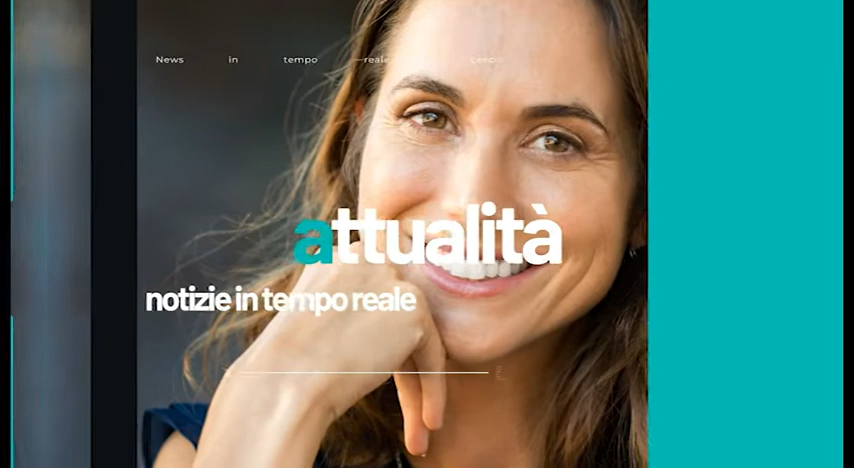 News in tempo reale
attualità
notizie in tempo reale